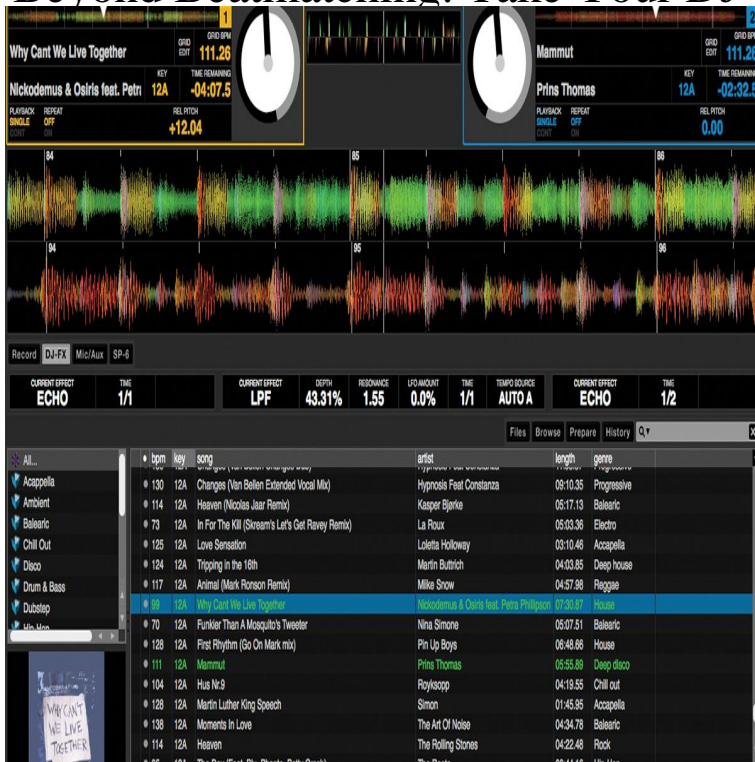 Beyond Beatmatching: Take Your DJ
1
2
Why Cant We Live Together
GRID EDIT
GRID BPM
111.26
Mammut
GRID EDIT
GRID BPM
111.26
Nickodemus & Osiris feat. Petra
KEY
12A
TIME REMAINING
-04:07.5
Prins Thomas
KEY
12A
TIME REMAINING
-02:32.5
PLAYBACK REPEAT
SINGLE OFF
CONT ON
REL PITCH
+12.04
PLAYBACK REPEAT
SINGLE OFF
CONT ON
REL PITCH
0.00
84 85 86
94 95 96
Record DJ-FX Mic/Aux SP-6
CURRENT EFFECT TIME CURRENT EFFECT DEPTH RESONANCE LFO AMOUNT TIME TEMPO SOURCE CURRENT EFFECT TIME
ECHO 1/1 LPF 43.31% 1.55 0.0% 1/1 AUTO A ECHO 1/2
Files Browse Prepare History
All...
Acappella
Ambient
Balearic
Chill Out
Disco
Drum & Bass
Dubstep
Hip Hop
bpm key song artist length genre
130 12A Changes (Van Bellen Extended Vocal Mix) Hypnosis Feat Constanza 09:10.35 Progressive
114 12A Heaven (Nicolas Jaar Remix) Kasper Bjørke 05:17.13 Balearic
73 12A In For The Kill (Skream's Let's Get Ravey Remix) La Roux 05:03.36 Electro
125 12A Love Sensation Loletta Holloway 03:10.46 Accapella
124 12A Tripping in the 16th Martin Buttrich 04:03.85 Deep house
117 12A Animal (Mark Ronson Remix) Miike Snow 04:57.98 Reggae
99 12A Why Cant We Live Together Nickodemus & Osiris feat. Petra Phillipson 07:30.87 House
70 12A Funkier Than A Mosquito's Tweeter Nina Simone 05:07.51 Balearic
128 12A First Rhythm (Go On Mark mix) Pin Up Boys 06:48.66 House
111 12A Mammut Prins Thomas 05:55.89 Deep disco
104 12A Hus Nr.9 Royksopp 04:19.55 Chill out
128 12A Martin Luther King Speech Simon 01:45.95 Accapella
138 12A Moments In Love The Art Of Noise 04:34.78 Balearic
114 12A Heaven The Rolling Stones 04:22.48 Rock
WHY CAN'T
WE LIVE
TOGETHER